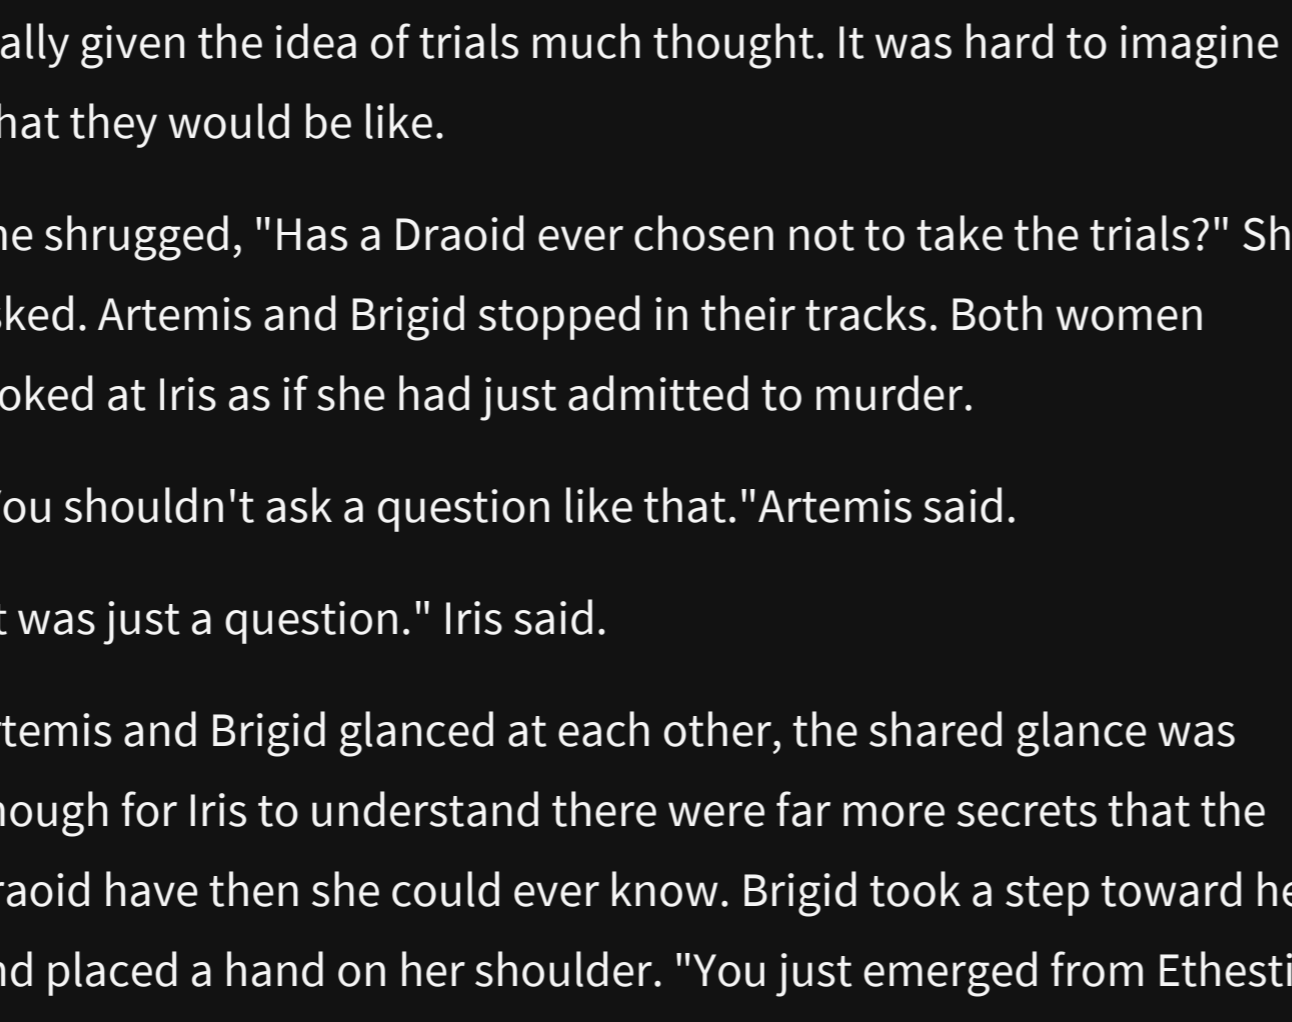 ally given the idea of trials much thought. It was hard to imagine
hat they would be like.
he shrugged, "Has a Draoid ever chosen not to take the trials?" Sh
sked. Artemis and Brigid stopped in their tracks. Both women
oked at Iris as if she had just admitted to murder.
You shouldn't ask a question like that."Artemis said.
t was just a question." Iris said.
rtemis and Brigid glanced at each other, the shared glance was
nough for Iris to understand there were far more secrets that the
raoid have then she could ever know. Brigid took a step toward he
nd placed a hand on her shoulder. "You just emerged from Ethesti